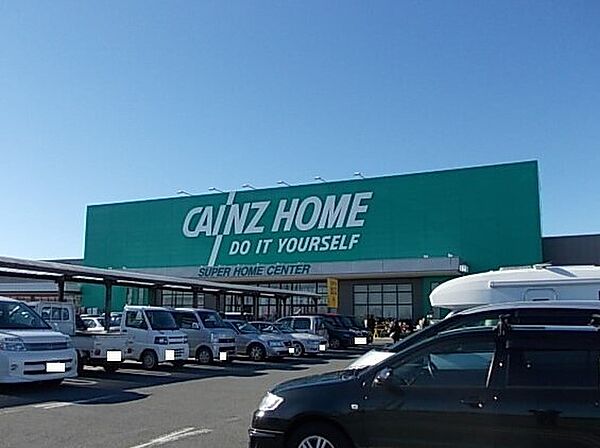 CAINZ HOME
DO IT YOURSELF
SUPER HOME CENTER